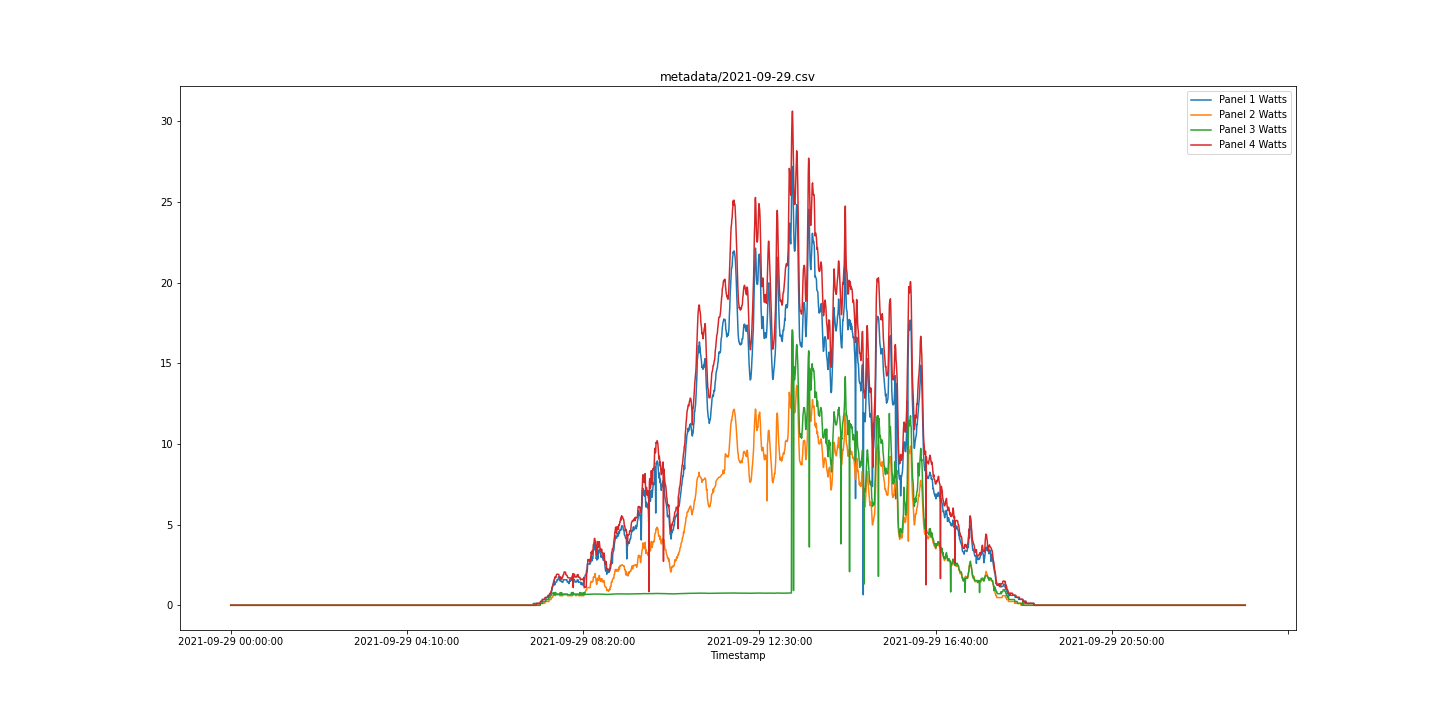 metadata/2021-09-29.csv
Panel 1 Watts
Panel 2 Watts
Panel 3 Watts
Panel 4 Watts
30
25
20
15
10
5
0
2021-09-29 00:00:00 2021-09-29 04:10:00 2021-09-29 08:20:00 2021-09-29 12:30:00 2021-09-29 16:40:00 2021-09-29 20:50:00
Timestamp